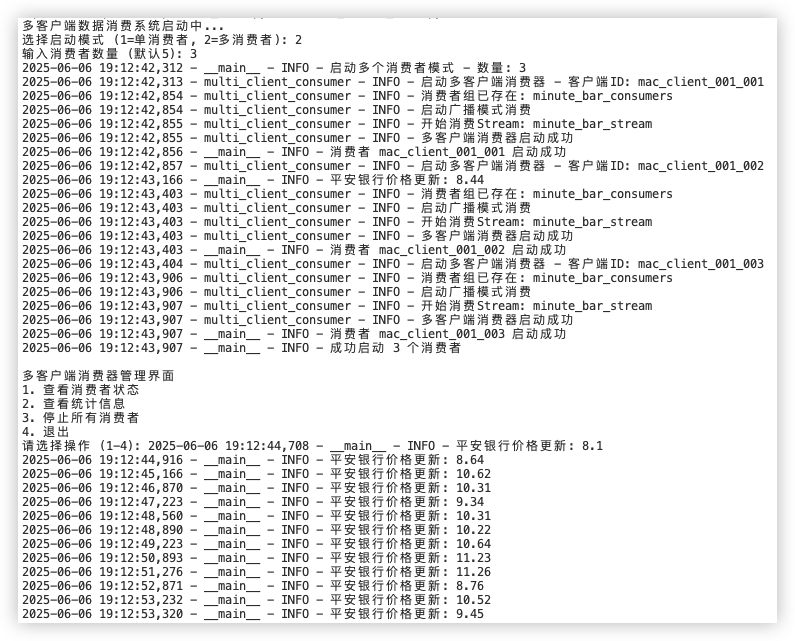 多客户端数据消费系统启动中...
选择启动模式 (1=单消费者, 2=多消费者): 2
输入消费者数量 (默认5): 3
2025-06-06 19:12:42,312 - __main__ - INFO - 启动多个消费者模式 - 数量: 3
2025-06-06 19:12:42,313 - multi_client_consumer - INFO - 启动多客户端消费器 - 客户端ID: mac_client_001_001
2025-06-06 19:12:42,854 - multi_client_consumer - INFO - 消费者组已存在: minute_bar_consumers
2025-06-06 19:12:42,854 - multi_client_consumer - INFO - 启动广播模式消费
2025-06-06 19:12:42,855 - multi_client_consumer - INFO - 开始消费Stream: minute_bar_stream
2025-06-06 19:12:42,855 - multi_client_consumer - INFO - 多客户端消费器启动成功
2025-06-06 19:12:42,856 - __main__ - INFO - 消费者 mac_client_001_001 启动成功
2025-06-06 19:12:42,857 - multi_client_consumer - INFO - 启动多客户端消费器 - 客户端ID: mac_client_001_002
2025-06-06 19:12:43,166 - __main__ - INFO - 平安银行价格更新: 8.44
2025-06-06 19:12:43,403 - multi_client_consumer - INFO - 消费者组已存在: minute_bar_consumers
2025-06-06 19:12:43,403 - multi_client_consumer - INFO - 启动广播模式消费
2025-06-06 19:12:43,403 - multi_client_consumer - INFO - 开始消费Stream: minute_bar_stream
2025-06-06 19:12:43,403 - multi_client_consumer - INFO - 多客户端消费器启动成功
2025-06-06 19:12:43,403 - __main__ - INFO - 消费者 mac_client_001_002 启动成功
2025-06-06 19:12:43,404 - multi_client_consumer - INFO - 启动多客户端消费器 - 客户端ID: mac_client_001_003
2025-06-06 19:12:43,906 - multi_client_consumer - INFO - 消费者组已存在: minute_bar_consumers
2025-06-06 19:12:43,906 - multi_client_consumer - INFO - 启动广播模式消费
2025-06-06 19:12:43,907 - multi_client_consumer - INFO - 开始消费Stream: minute_bar_stream
2025-06-06 19:12:43,907 - multi_client_consumer - INFO - 多客户端消费器启动成功
2025-06-06 19:12:43,907 - __main__ - INFO - 消费者 mac_client_001_003 启动成功
2025-06-06 19:12:43,907 - __main__ - INFO - 成功启动 3 个消费者
多客户端消费器管理界面
1. 查看消费者状态
2. 查看统计信息
3. 停止所有消费者
4. 退出
请选择操作 (1-4): 2025-06-06 19:12:44,708 - __main__ - INFO - 平安银行价格更新: 8.1
2025-06-06 19:12:44,916 - __main__ - INFO - 平安银行价格更新: 8.64
2025-06-06 19:12:45,166 - __main__ - INFO - 平安银行价格更新: 10.62
2025-06-06 19:12:46,870 - __main__ - INFO - 平安银行价格更新: 10.31
2025-06-06 19:12:47,223 - __main__ - INFO - 平安银行价格更新: 9.34
2025-06-06 19:12:48,560 - __main__ - INFO - 平安银行价格更新: 10.31
2025-06-06 19:12:48,890 - __main__ - INFO - 平安银行价格更新: 10.22
2025-06-06 19:12:49,223 - __main__ - INFO - 平安银行价格更新: 10.64
2025-06-06 19:12:50,893 - __main__ - INFO - 平安银行价格更新: 11.23
2025-06-06 19:12:51,276 - __main__ - INFO - 平安银行价格更新: 11.26
2025-06-06 19:12:52,871 - __main__ - INFO - 平安银行价格更新: 8.76
2025-06-06 19:12:53,232 - __main__ - INFO - 平安银行价格更新: 10.52
2025-06-06 19:12:53,320 - __main__ - INFO - 平安银行价格更新: 9.45